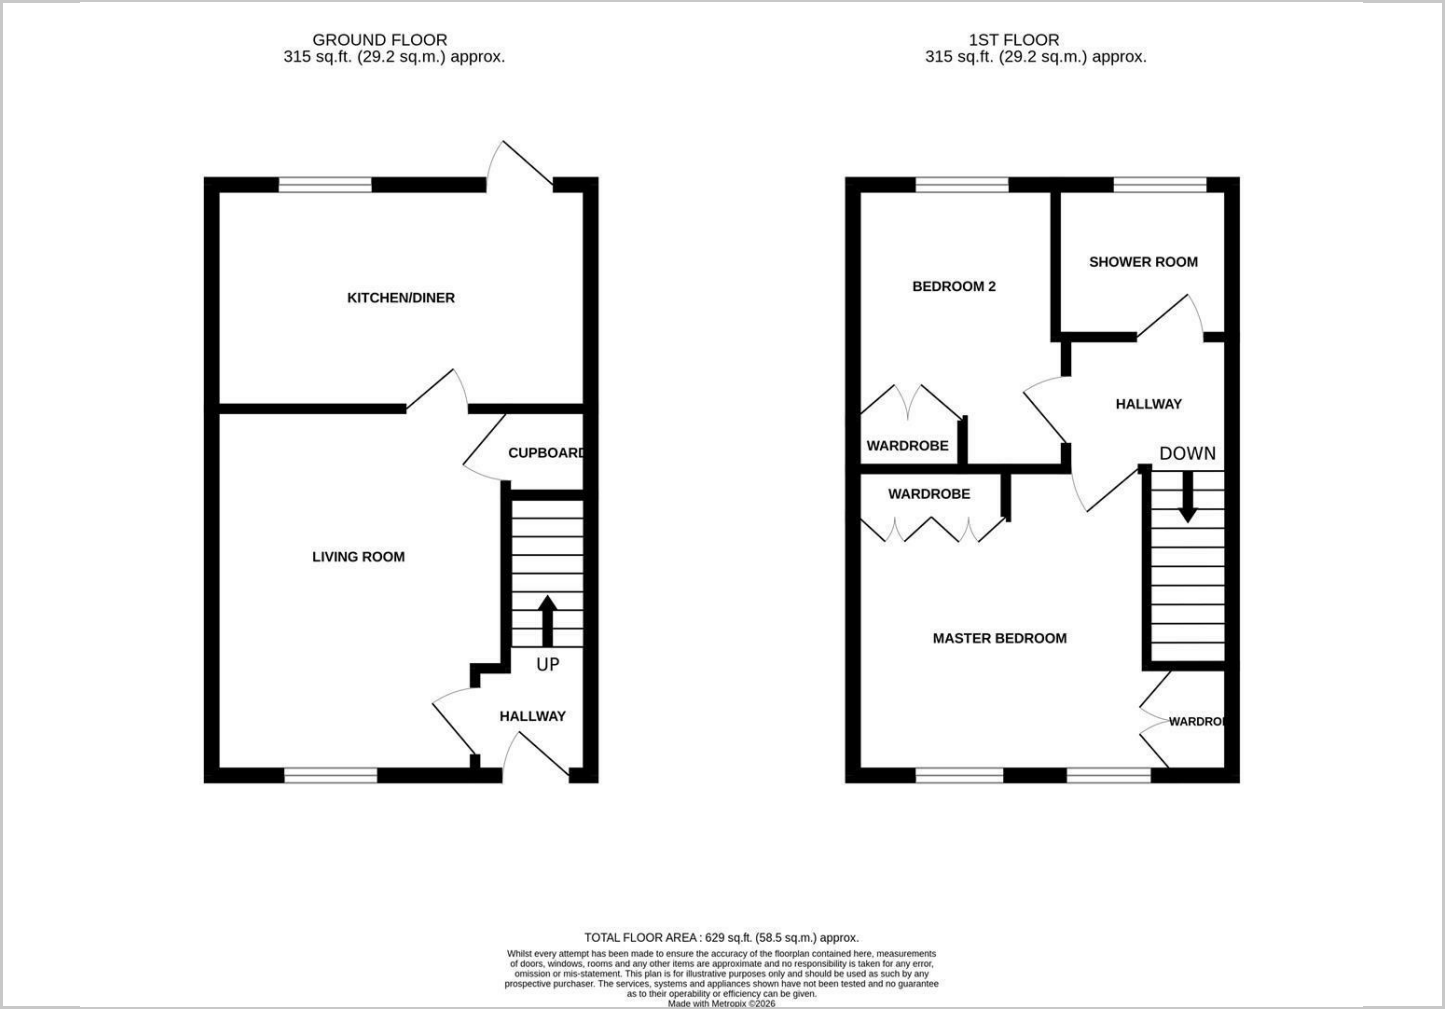 GROUND FLOOR
315 sq.ft. (29.2 sq.m.) approx.
1ST FLOOR
315 sq.ft. (29.2 sq.m.) approx.
KITCHEN/DINER
CUPBOARD
LIVING ROOM
UP
HALLWAY
SHOWER ROOM
BEDROOM 2
HALLWAY
WARDROBE
DOWN
WARDROBE
MASTER BEDROOM
WARDRO
TOTAL FLOOR AREA : 629 sq.ft. (58.5 sq.m.) approx.
Whilst every attempt has been made to ensure the accuracy of the floorplan contained here, measurements
of doors, windows, rooms and any other items are approximate and no responsibility is taken for any error,
omission or mis-statement. This plan is for illustrative purposes only and should be used as such by any
prospective purchaser. The services, systems and appliances shown have not been tested and no guarantee
as to their operability or efficiency can be given.
Made with Metropix ©2026